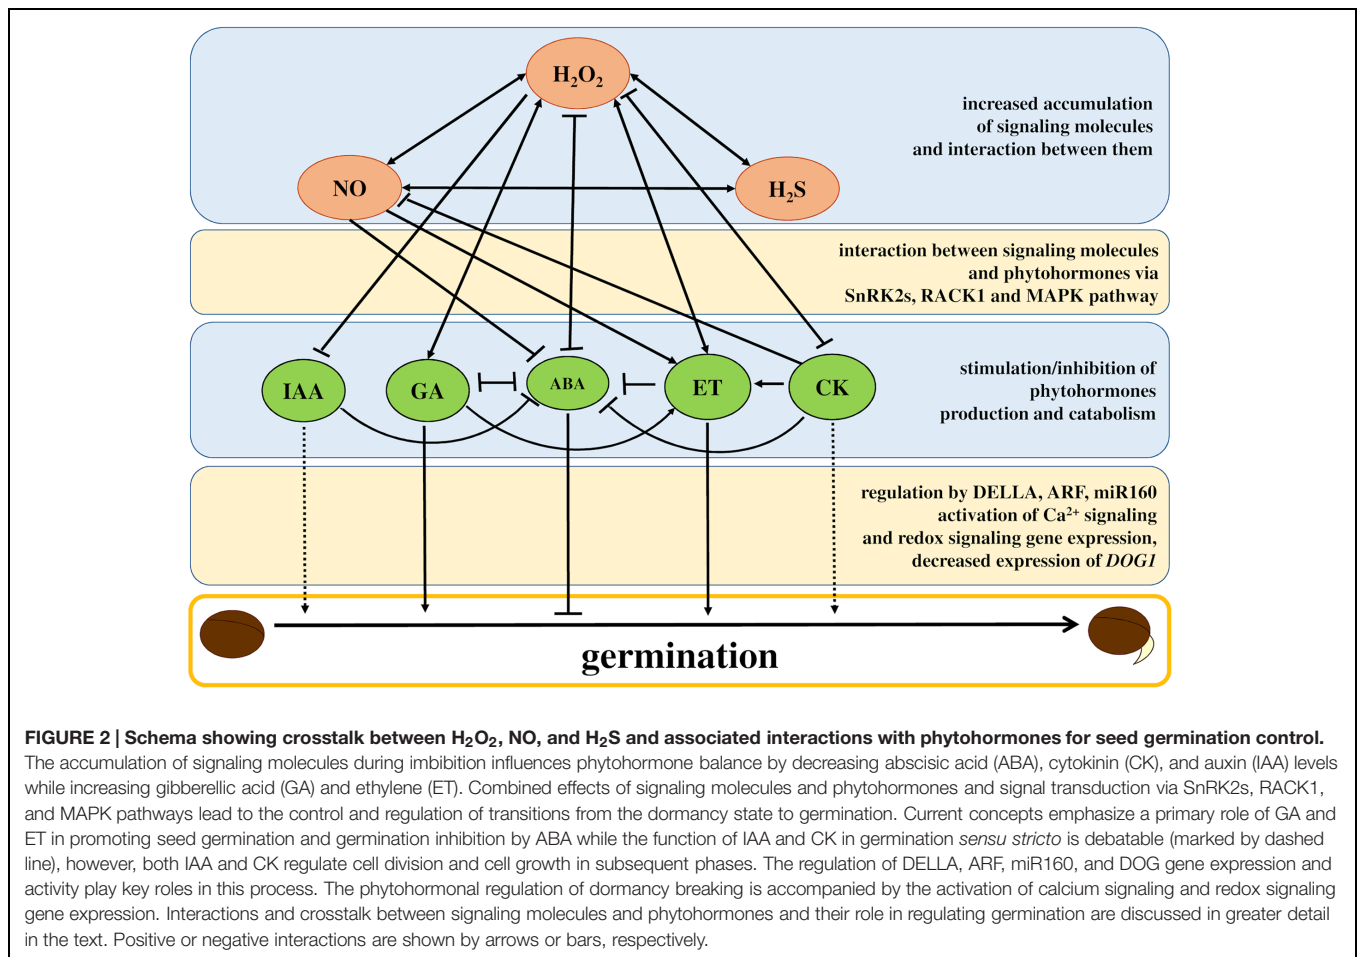 H₂O₂
increased accumulation
of signaling molecules
and interaction between them
NO
H₂S
interaction between signaling molecules
and phytohormones via
SnRK2s, RACK1 and MAPK pathway
IAA
GA
ABA
ET
CK
stimulation/inhibition of
phytohormones
production and catabolism
regulation by DELLA, ARF, miR160
activation of Ca²⁺ signaling
and redox signaling gene expression,
decreased expression of DOG1
germination
FIGURE 2 | Schema showing crosstalk between H₂O₂, NO, and H₂S and associated interactions with phytohormones for seed germination control.
The accumulation of signaling molecules during imbibition influences phytohormone balance by decreasing abscisic acid (ABA), cytokinin (CK), and auxin (IAA) levels
while increasing gibberellic acid (GA) and ethylene (ET). Combined effects of signaling molecules and phytohormones and signal transduction via SnRK2s, RACK1,
and MAPK pathways lead to the control and regulation of transitions from the dormancy state to germination. Current concepts emphasize a primary role of GA and
ET in promoting seed germination and germination inhibition by ABA while the function of IAA and CK in germination sensu stricto is debatable (marked by dashed
line), however, both IAA and CK regulate cell division and cell growth in subsequent phases. The regulation of DELLA, ARF, miR160, and DOG gene expression and
activity play key roles in this process. The phytohormonal regulation of dormancy breaking is accompanied by the activation of calcium signaling and redox signaling
gene expression. Interactions and crosstalk between signaling molecules and phytohormones and their role in regulating germination are discussed in greater detail
in the text. Positive or negative interactions are shown by arrows or bars, respectively.